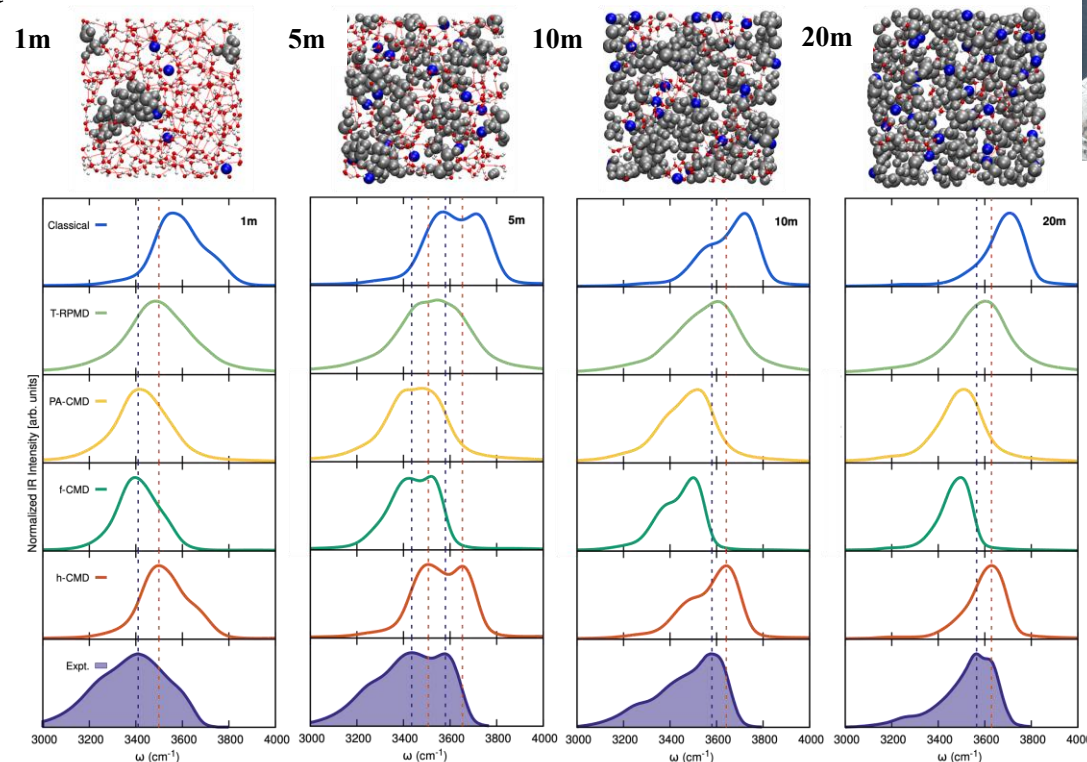 1m
5m
10m
20m
Classical
1m
5m
10m
20m
T-RPMD
PA-CMD
f-CMD
h-CMD
Expt.
Normalized IR Intensity [arb. units]
3000 3200 3400 3600 3800 4000
3000 3200 3400 3600 3800 4000
3000 3200 3400 3600 3800 4000
3000 3200 3400 3600 3800 4000
ω (cm⁻¹)
ω (cm⁻¹)
ω (cm⁻¹)
ω (cm⁻¹)